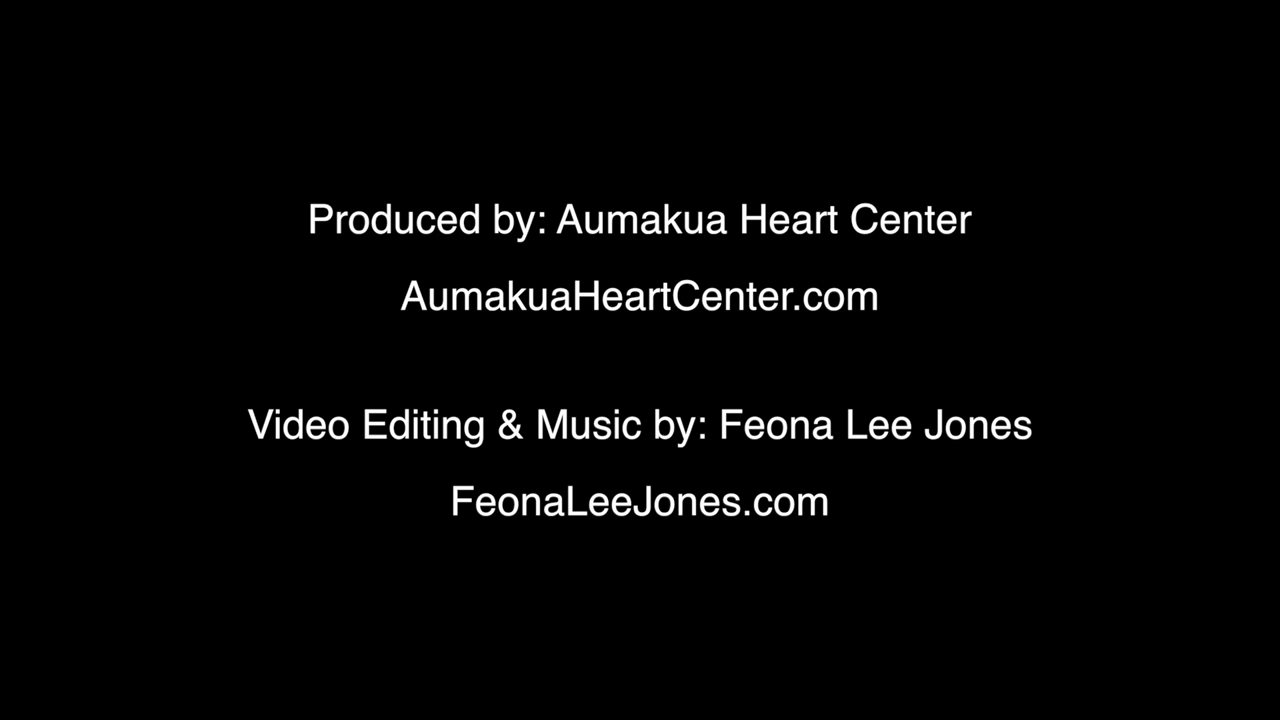 Produced by: Aumakua Heart Center
AumakuaHeartCenter.com
Video Editing & Music by: Feona Lee Jones
FeonaLeeJones.com